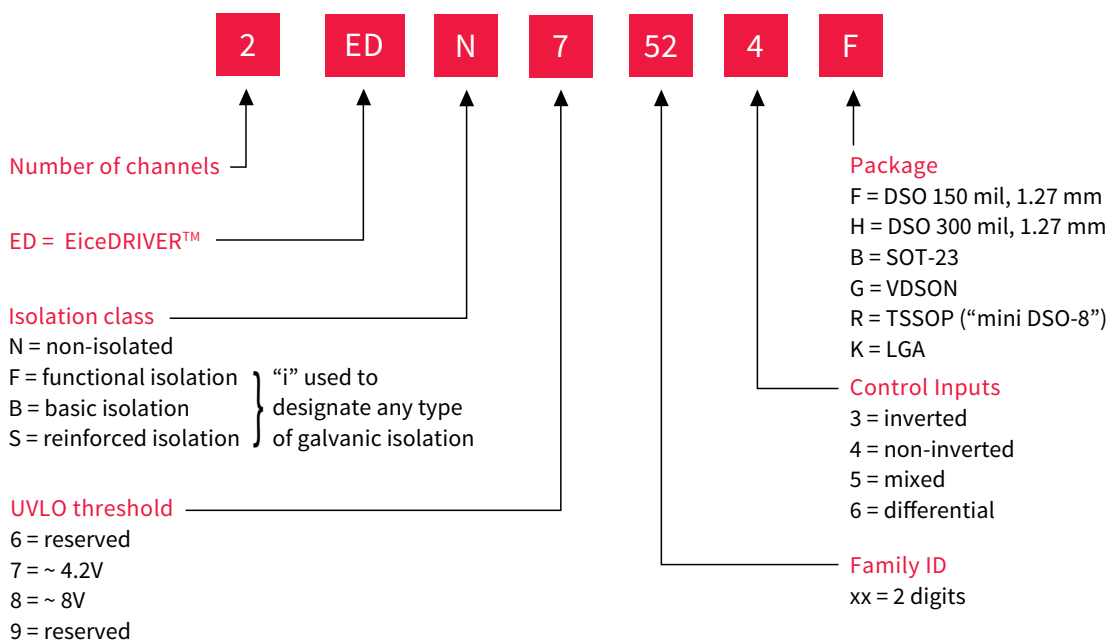 2 ED N 7 52 4 F
Number of channels
ED = EiceDRIVER™
Isolation class
N = non-isolated
F = functional isolation
B = basic isolation
S = reinforced isolation
“i” used to
designate any type
of galvanic isolation
UVLO threshold
6 = reserved
7 = ~ 4.2V
8 = ~ 8V
9 = reserved
Package
F = DSO 150 mil, 1.27 mm
H = DSO 300 mil, 1.27 mm
B = SOT-23
G = VDSON
R = TSSOP (“mini DSO-8”)
K = LGA
Control Inputs
3 = inverted
4 = non-inverted
5 = mixed
6 = differential
Family ID
xx = 2 digits